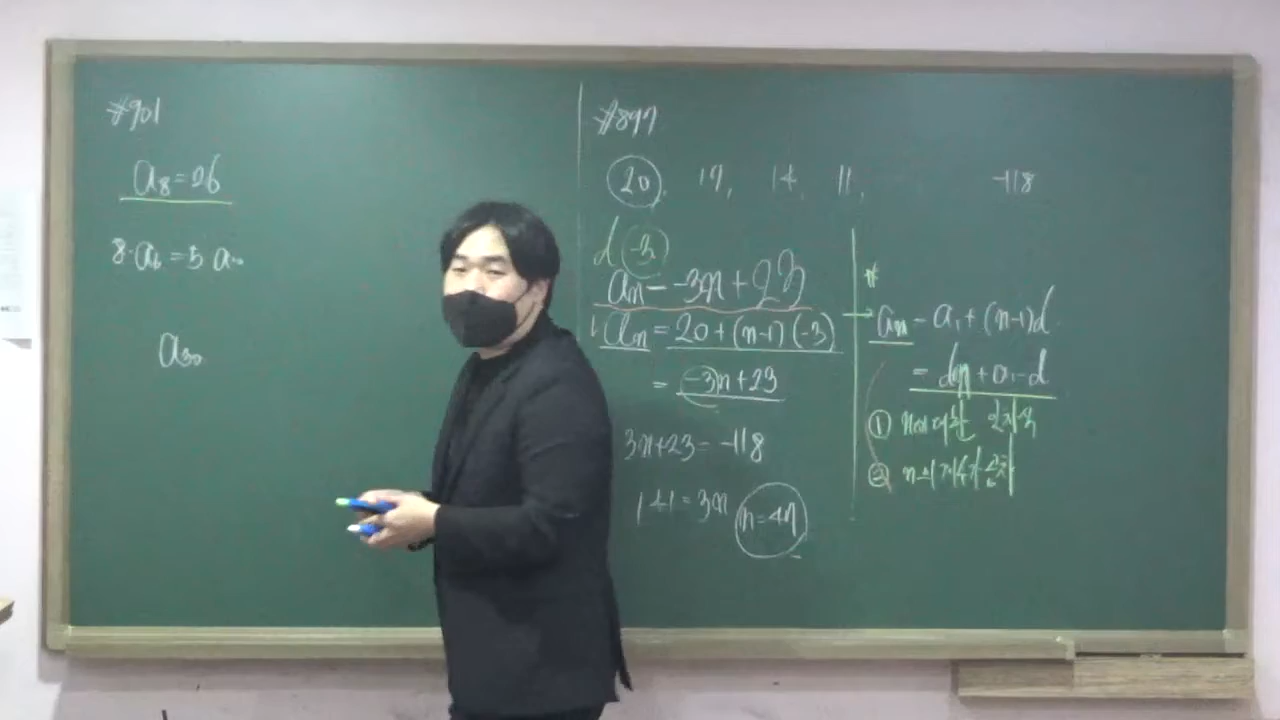 #901
a₈=26
8·a₆=5a₁₀
a₃₀
#897
20, 17, 14, 11, -118
d -3
aₙ=-3n+23
aₙ=20+(n-1)(-3)
=-3n+23
3n+23=-118
141=3n n=47
aₙ=a₁+(n-1)d
=dn+a₁-d
① n에 대한 일차식
② n의 계수가 공차